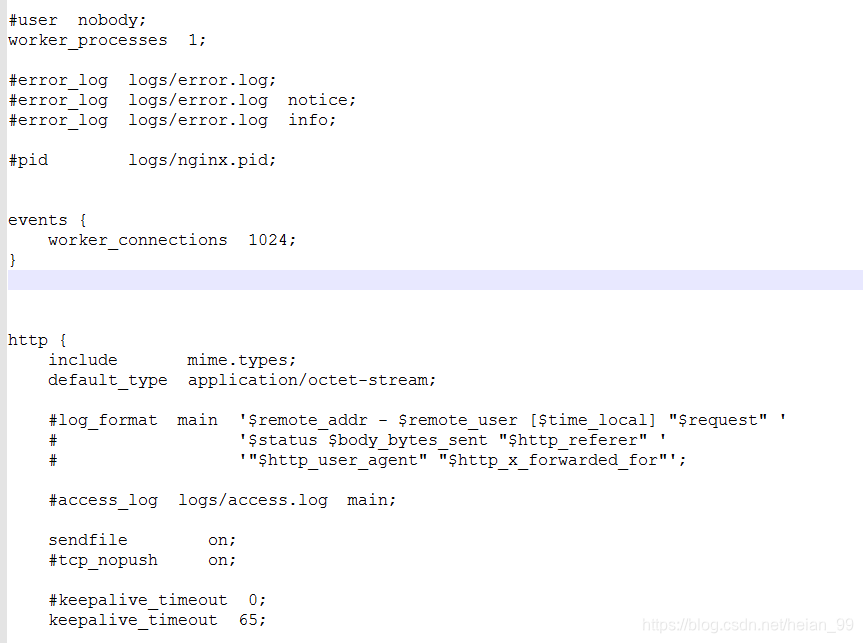 #user  nobody;
worker_processes  1;

#error_log  logs/error.log;
#error_log  logs/error.log  notice;
#error_log  logs/error.log  info;

#pid        logs/nginx.pid;


events {
    worker_connections  1024;
}


http {
    include       mime.types;
    default_type  application/octet-stream;

    #log_format  main  '$remote_addr - $remote_user [$time_local] "$request" '
    #                  '$status $body_bytes_sent "$http_referer" '
    #                  '"$http_user_agent" "$http_x_forwarded_for"';

    #access_log  logs/access.log  main;

    sendfile        on;
    #tcp_nopush     on;

    #keepalive_timeout  0;
    keepalive_timeout  65;
https://blog.csdn.net/heian_99